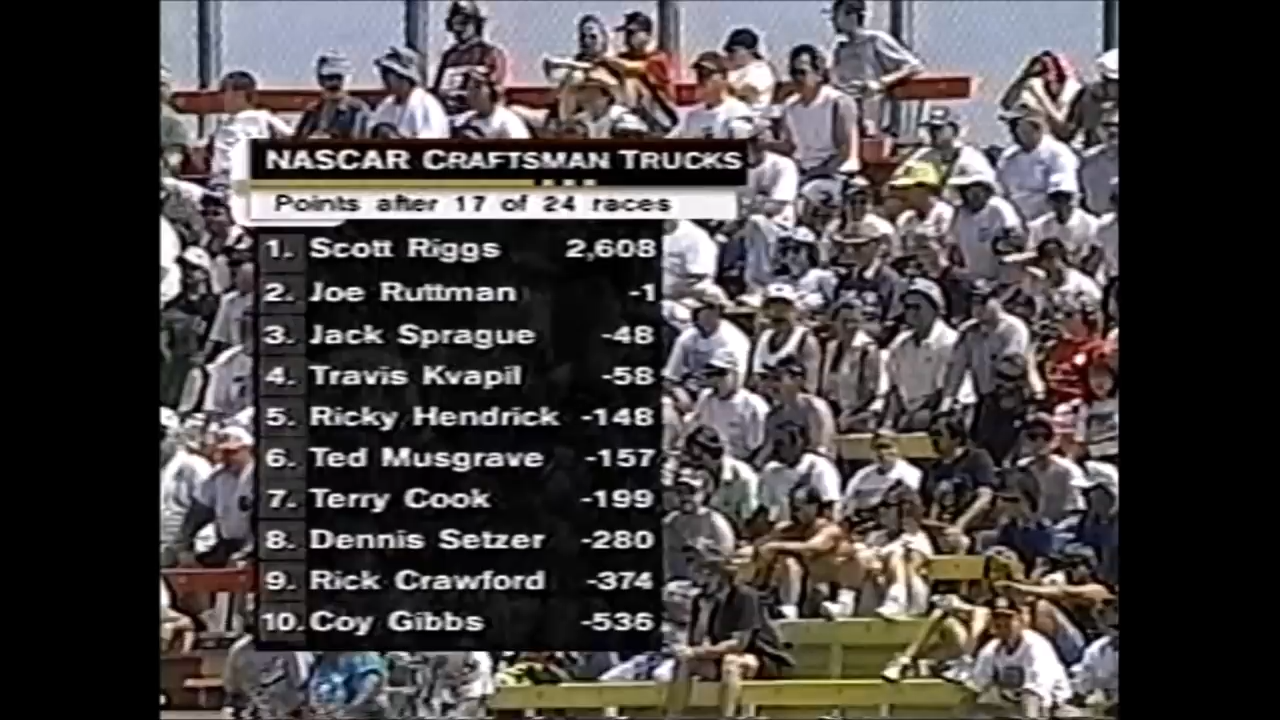 NASCAR CRAFTSMAN TRUCKS
Points after 17 of 24 races
1. Scott Riggs 2,608
2. Joe Ruttman -1
3. Jack Sprague -48
4. Travis Kvapil -58
5. Ricky Hendrick -148
6. Ted Musgrave -157
7. Terry Cook -199
8. Dennis Setzer -280
9. Rick Crawford -374
10. Coy Gibbs -536